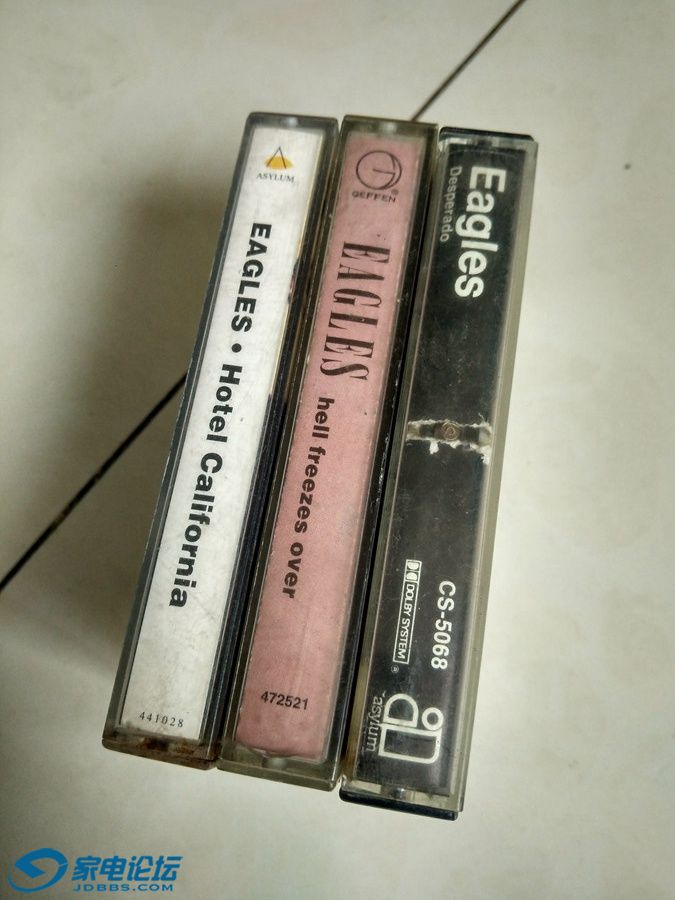 ASYLUM
EAGLES • Hotel California
441028
GEFFEN ®
EAGLES
hell freezes over
472521
Eagles
Desperado
CS-5068
DOLBY SYSTEM ®
asylum
家电论坛
JDBBS.COM